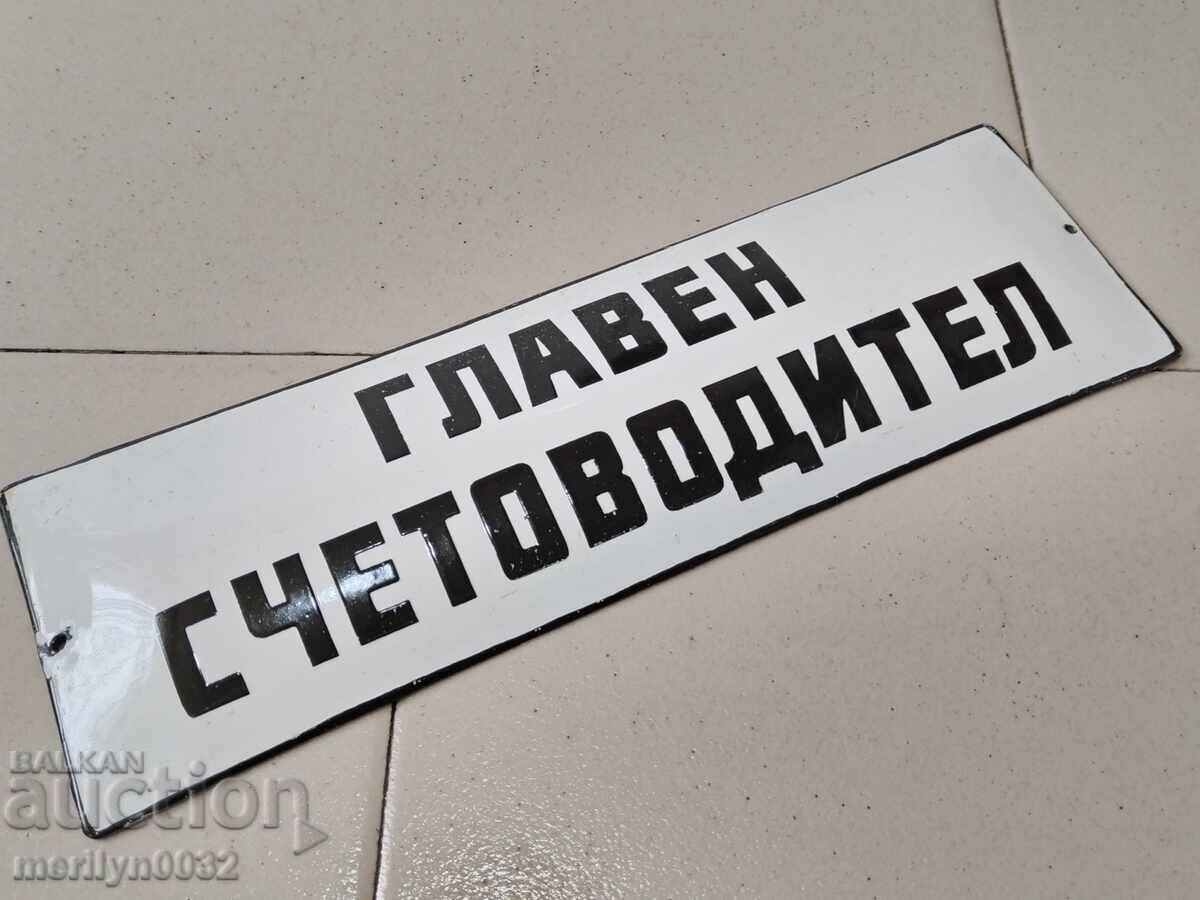 ГЛАВЕН
СЧЕТОВОДИТЕЛ
BALKAN
auction
merilyn0032